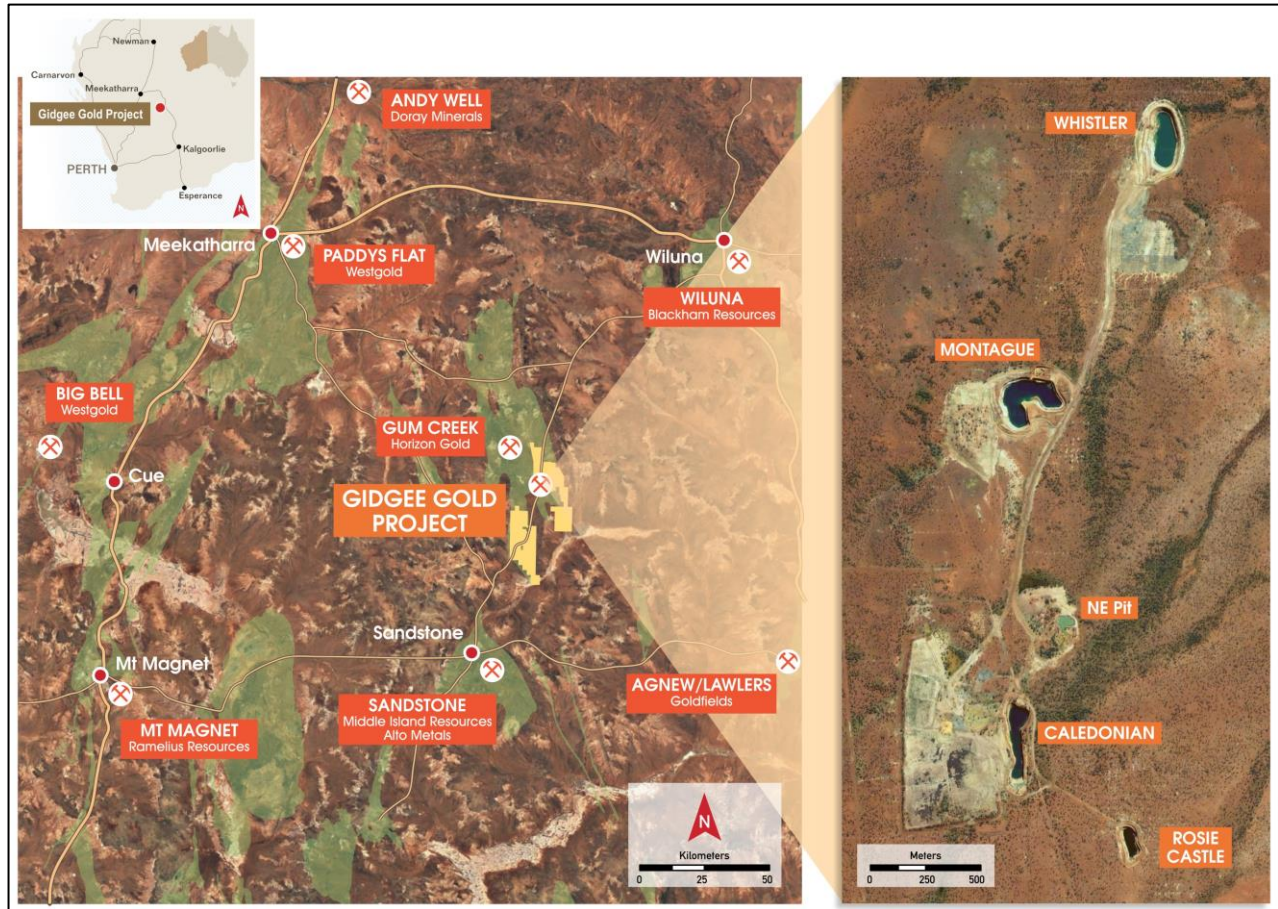 Newman
Carnarvon
Meekatharra
Gidgee Gold Project
Kalgoorlie
PERTH
Esperance
N
ANDY WELL
Doray Minerals
Meekatharra
PADDYS FLAT
Westgold
Wiluna
WILUNA
Blackham Resources
BIG BELL
Westgold
GUM CREEK
Horizon Gold
Cue
GIDGEE GOLD
PROJECT
Sandstone
Mt Magnet
MT MAGNET
Ramelius Resources
SANDSTONE
Middle Island Resources
Alto Metals
AGNEW/LAWLERS
Goldfields
N
Kilometers
0 25 50
WHISTLER
MONTAGUE
NE Pit
CALEDONIAN
ROSIE
CASTLE
N
Meters
0 250 500